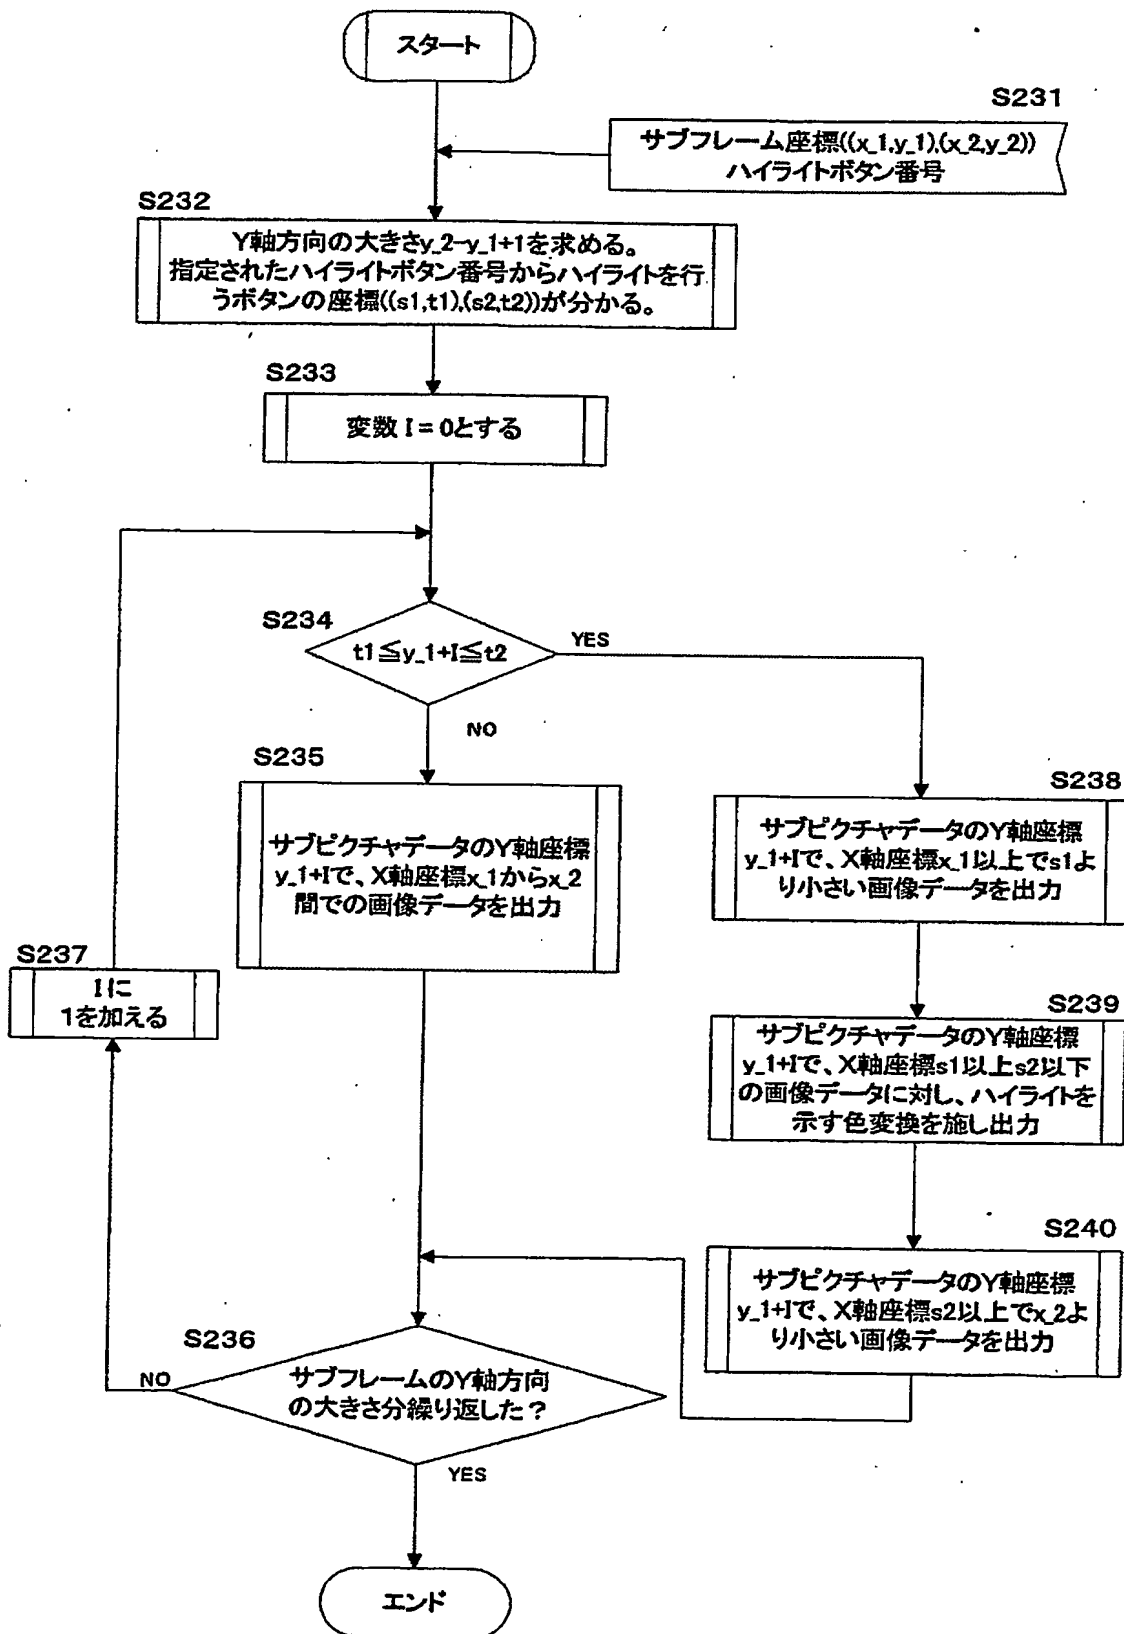 スタート
S231
サブフレーム座標((x_1,y_1),(x_2,y_2))
ハイライトボタン番号
S232
Y軸方向の大きさy_2-y_1+1を求める。
指定されたハイライトボタン番号からハイライトを行
うボタンの座標((s1,t1),(s2,t2))が分かる。
S233
変数 I = 0とする
S234
t1≦y_1+I≦t2
YES
NO
S235
サブピクチャデータのY軸座標
y_1+Iで、X軸座標x_1からx_2
間での画像データを出力
S238
サブピクチャデータのY軸座標
y_1+Iで、X軸座標x_1以上でs1よ
り小さい画像データを出力
S237
Iに
1を加える
S239
サブピクチャデータのY軸座標
y_1+Iで、X軸座標s1以上s2以下
の画像データに対し、ハイライトを
示す色変換を施し出力
S240
サブピクチャデータのY軸座標
y_1+Iで、X軸座標s2以上でx_2よ
り小さい画像データを出力
S236
サブフレームのY軸方向
の大きさ分繰り返した？
NO
YES
エンド